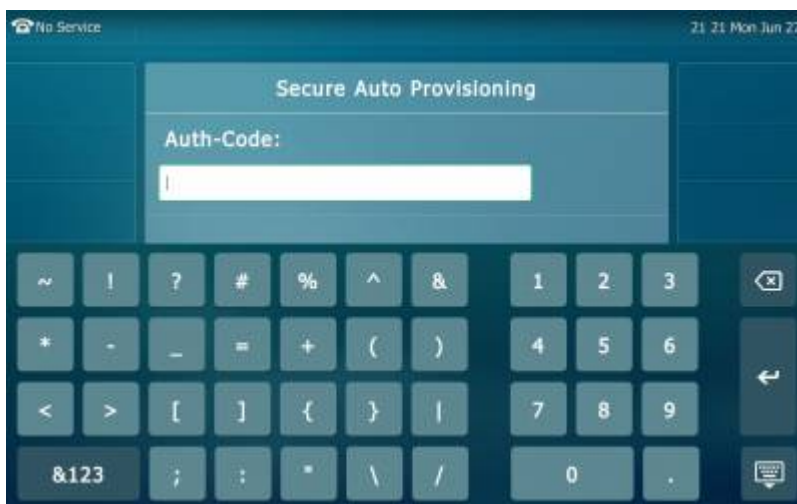 No Service 21 21 Mon Jun 27
Secure Auto Provisioning
Auth-Code:
~ ! ? # % ^ & 1 2 3
* - _ = + ( ) 4 5 6
< > [ ] { } | 7 8 9
&123 ; : " \ / 0 .